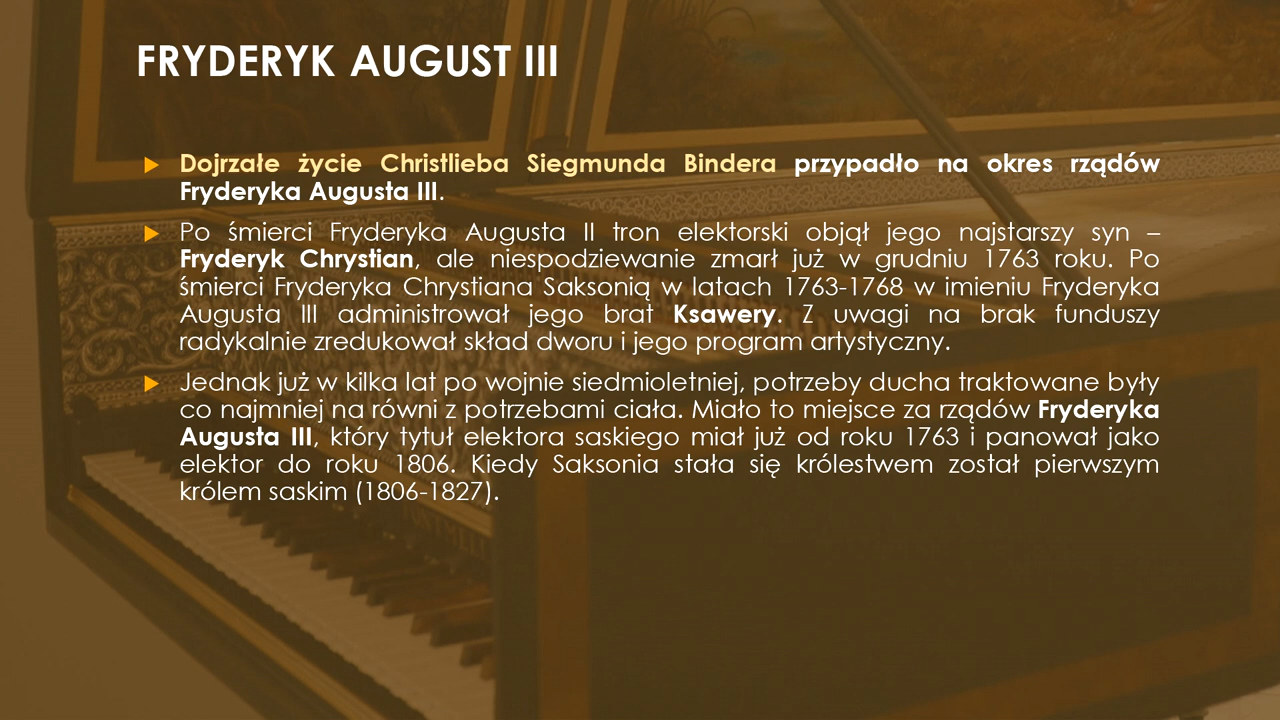 FRYDERYK AUGUST III
Dojrzałe życie Christlieba Siegmunda Bindera przypadło na okres rządów
Fryderyka Augusta III.
Po śmierci Fryderyka Augusta II tron elektorski objął jego najstarszy syn –
Fryderyk Chrystian, ale niespodziewanie zmarł już w grudniu 1763 roku. Po
śmierci Fryderyka Chrystiana Saksonią w latach 1763-1768 w imieniu Fryderyka
Augusta III administrował jego brat Ksawery. Z uwagi na brak funduszy
radykalnie zredukował skład dworu i jego program artystyczny.
Jednak już w kilka lat po wojnie siedmioletniej, potrzeby ducha traktowane były
co najmniej na równi z potrzebami ciała. Miało to miejsce za rządów Fryderyka
Augusta III, który tytuł elektora saskiego miał już od roku 1763 i panował jako
elektor do roku 1806. Kiedy Saksonia stała się królestwem został pierwszym
królem saskim (1806-1827).